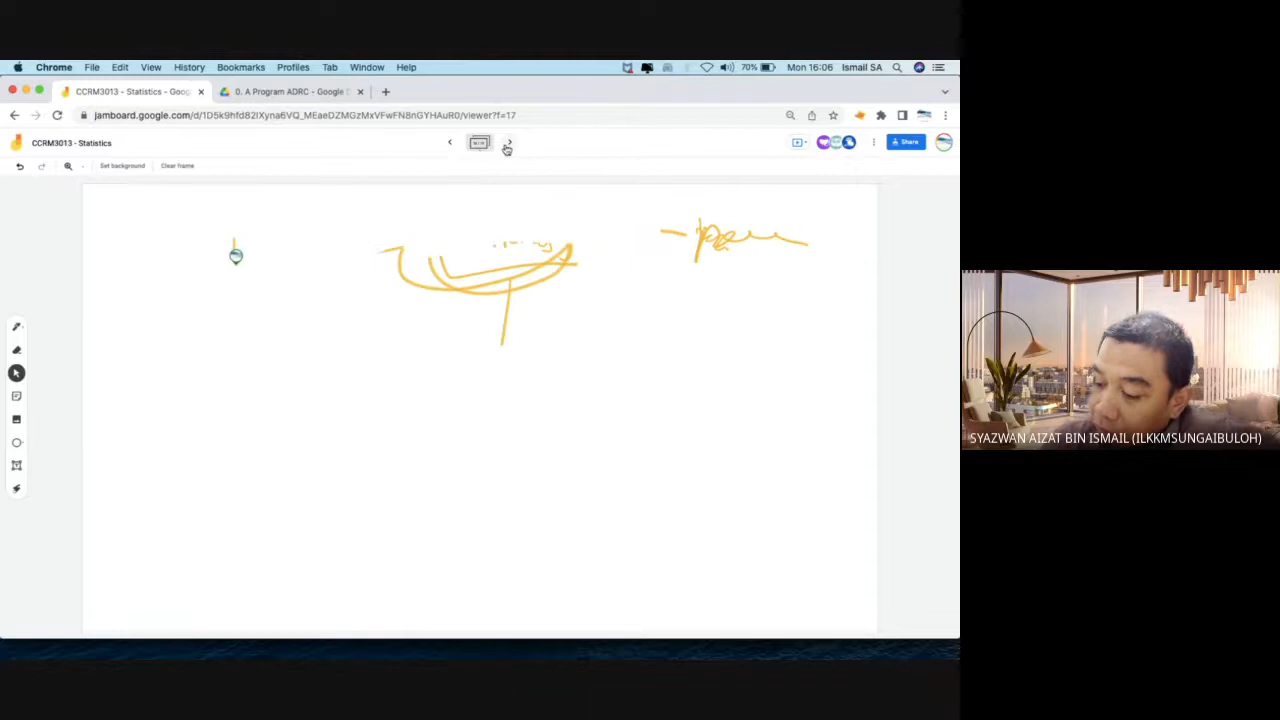 Chrome File Edit View History Bookmarks Profiles Tab Window Help 70% Mon 16:06 Ismail SA
CCRM3013 - Statistics - Goog 0. A Program ADRC - Google
jamboard.google.com/d/1D5k9hfd82IXyna6VQ_MEaeDZMGzMxVFwFN8nGYHAuR0/viewer?f=17
CCRM3013 - Statistics Share
Set background Clear frame
SYAZWAN AIZAT BIN ISMAIL (ILKKMSUNGAIBULOH)